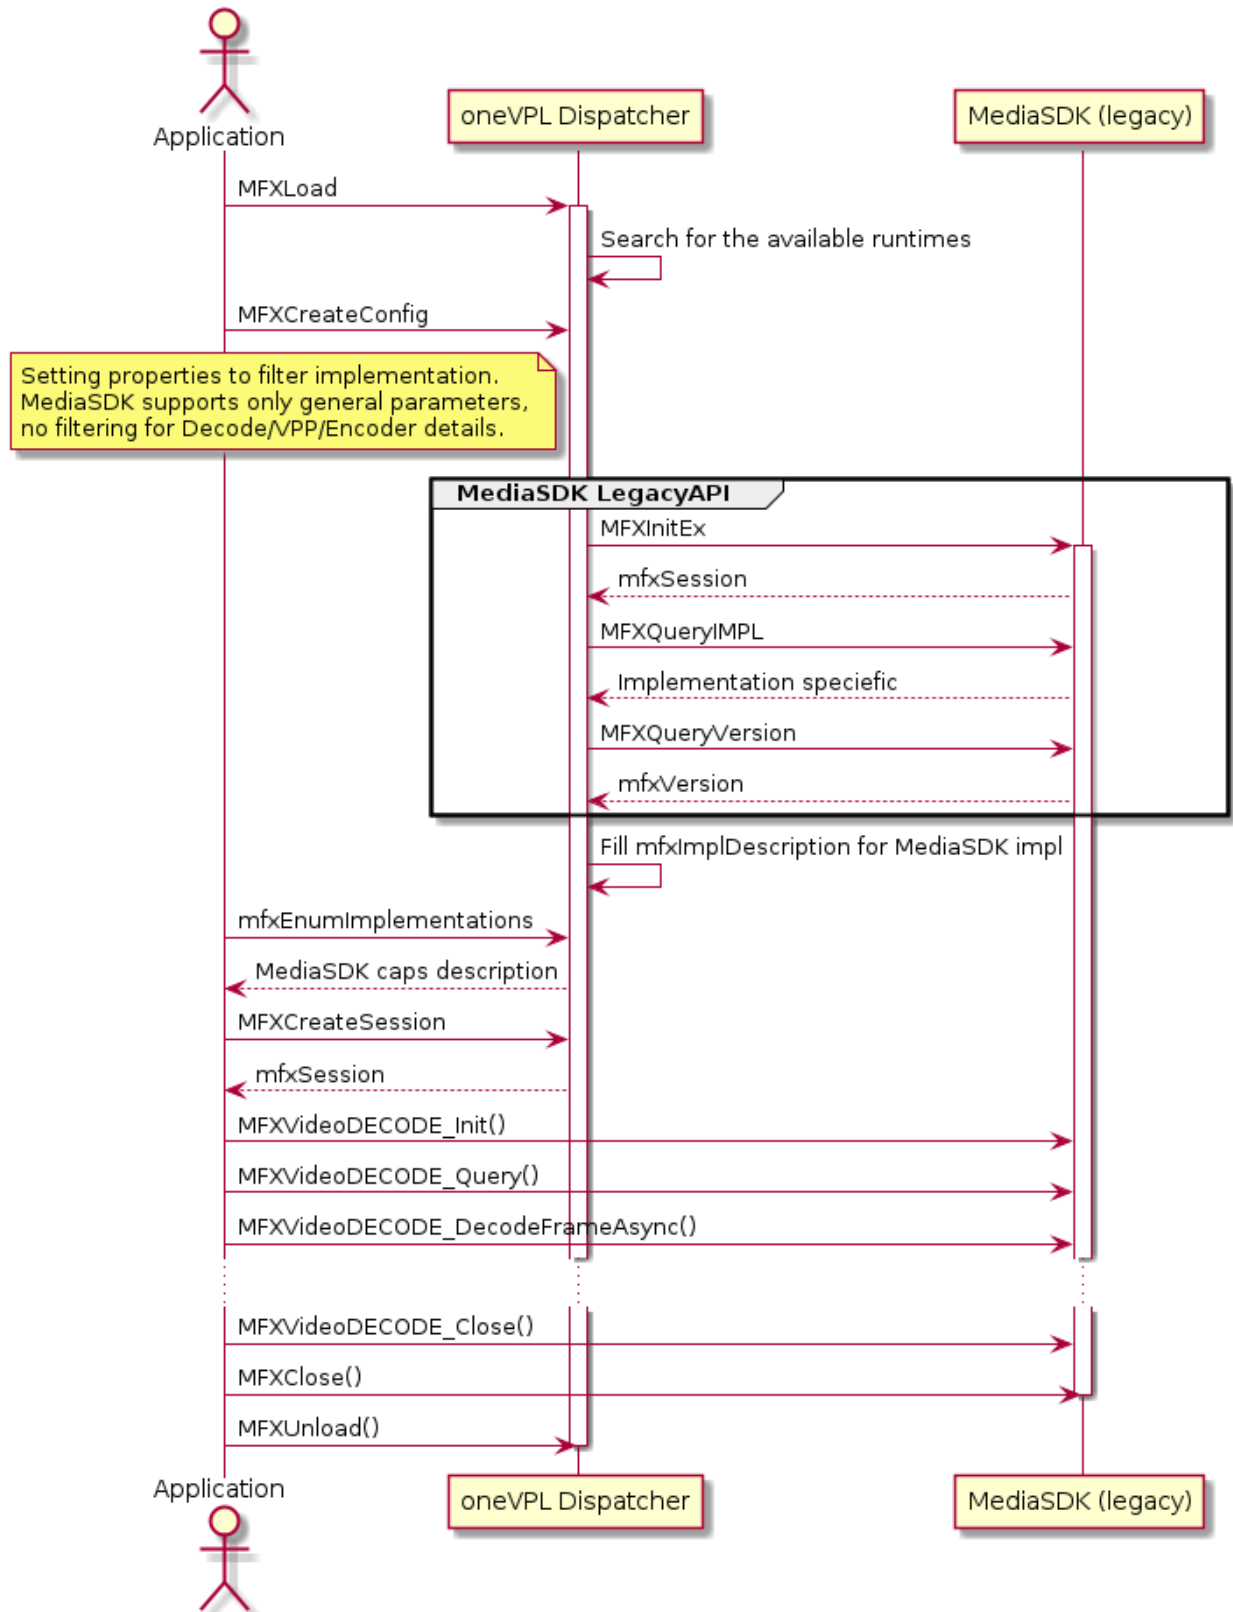 Application
oneVPL Dispatcher
MediaSDK (legacy)
MFXLoad
Search for the available runtimes
MFXCreateConfig
Setting properties to filter implementation.
MediaSDK supports only general parameters,
no filtering for Decode/VPP/Encoder details.
MediaSDK LegacyAPI
MFXInitEx
mfxSession
MFXQueryIMPL
Implementation speciefic
MFXQueryVersion
mfxVersion
Fill mfxImplDescription for MediaSDK impl
mfxEnumImplementations
MediaSDK caps description
MFXCreateSession
mfxSession
MFXVideoDECODE_Init()
MFXVideoDECODE_Query()
MFXVideoDECODE_DecodeFrameAsync()
MFXVideoDECODE_Close()
MFXClose()
MFXUnload()
Application
oneVPL Dispatcher
MediaSDK (legacy)